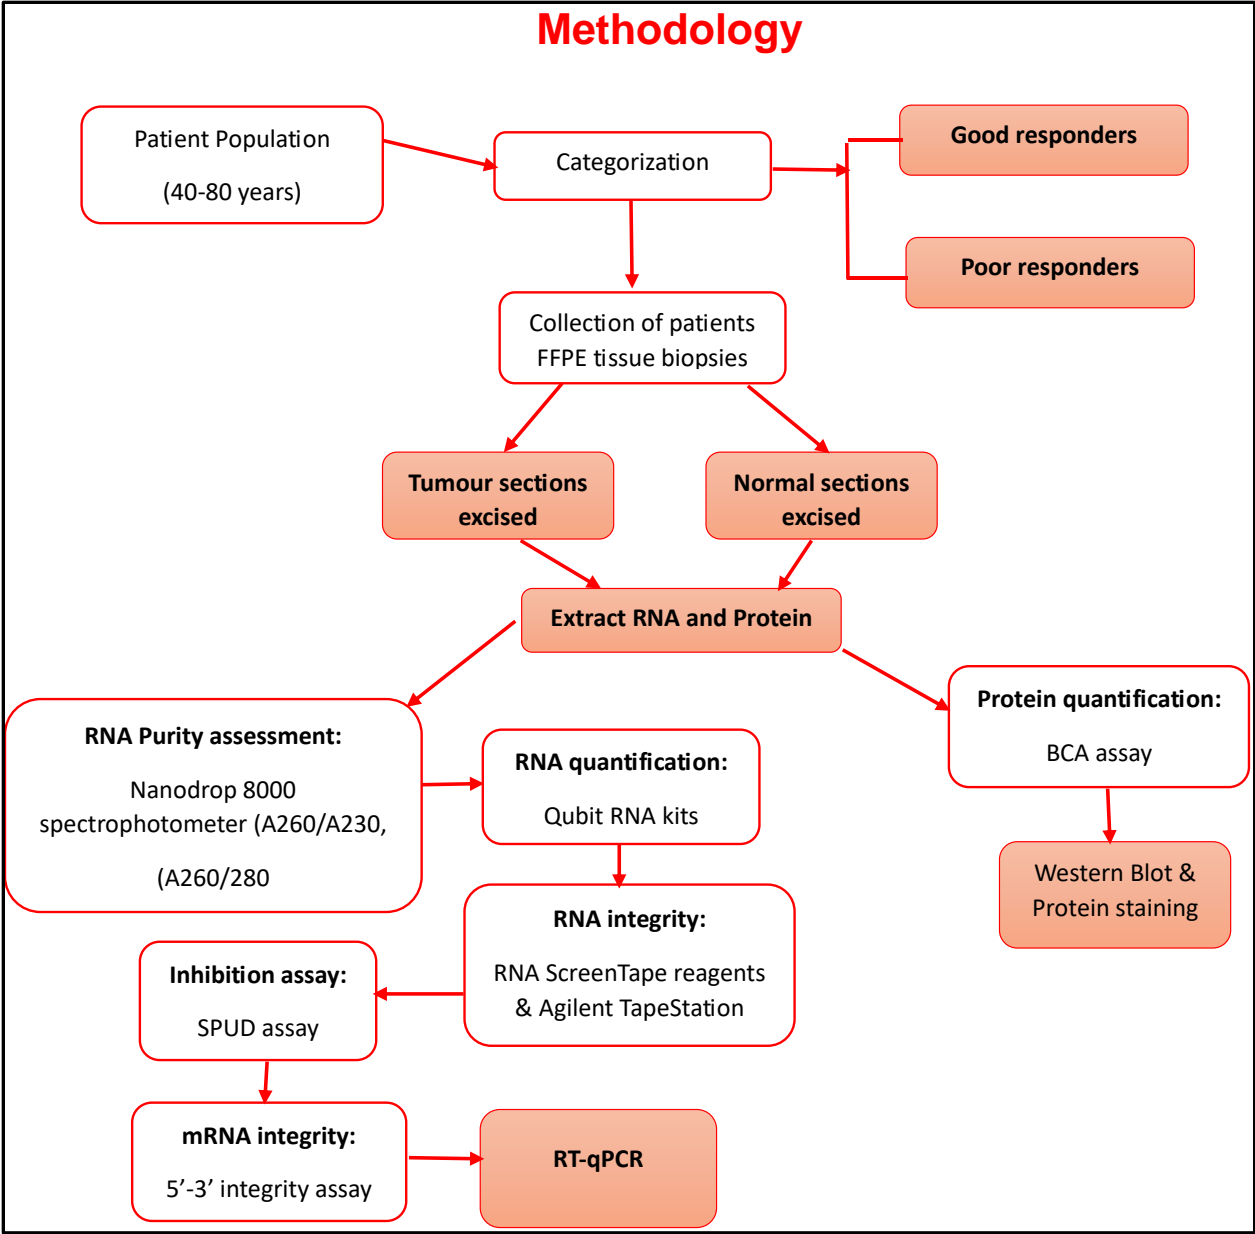 Methodology
Patient Population
(40-80 years)
Categorization
Good responders
Poor responders
Collection of patients
FFPE tissue biopsies
Tumour sections
excised
Normal sections
excised
Extract RNA and Protein
RNA Purity assessment:
Nanodrop 8000
spectrophotometer (A260/A230,
(A260/280
RNA quantification:
Qubit RNA kits
Protein quantification:
BCA assay
Western Blot &
Protein staining
RNA integrity:
RNA ScreenTape reagents
& Agilent TapeStation
Inhibition assay:
SPUD assay
mRNA integrity:
5’-3’ integrity assay
RT-qPCR